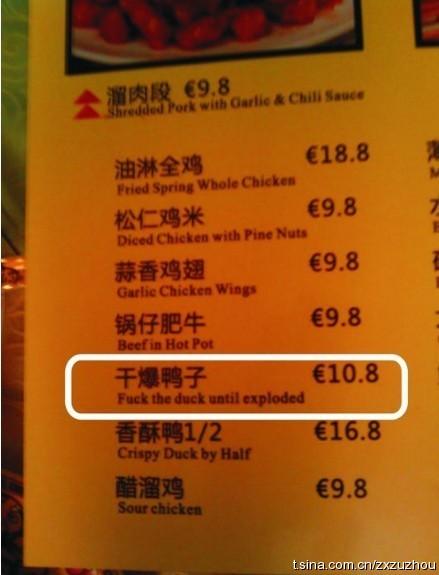 溜肉段 €9.8
Shredded Pork with Garlic & Chili Sauce
油淋全鸡 €18.8
Fried Spring Whole Chicken
松仁鸡米 €9.8
Diced Chicken with Pine Nuts
蒜香鸡翅 €9.8
Garlic Chicken Wings
锅仔肥牛 €9.8
Beef in Hot Pot
干爆鸭子 €10.8
Fuck the duck until exploded
香酥鸭1/2 €16.8
Crispy Duck by Half
醋溜鸡 €9.8
Sour chicken
t.sina.com.cn/zxzuzhou